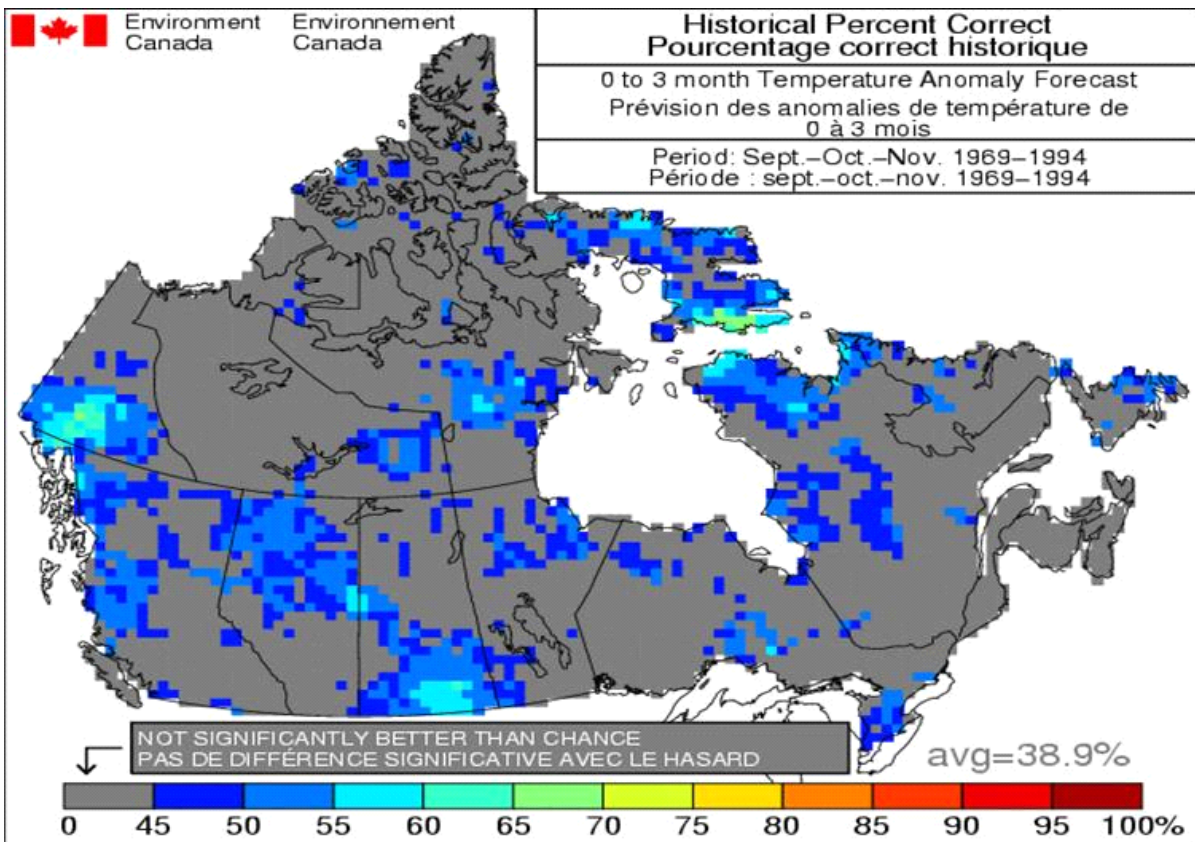 Environment Environnement
Canada Canada
Historical Percent Correct
Pourcentage correct historique
0 to 3 month Temperature Anomaly Forecast
Prévision des anomalies de température de
0 à 3 mois
Period: Sept.–Oct.–Nov. 1969–1994
Période : sept.–oct.–nov. 1969–1994
NOT SIGNIFICANTLY BETTER THAN CHANCE
PAS DE DIFFÉRENCE SIGNIFICATIVE AVEC LE HASARD
avg=38.9%
0 45 50 55 60 65 70 75 80 85 90 95 100%